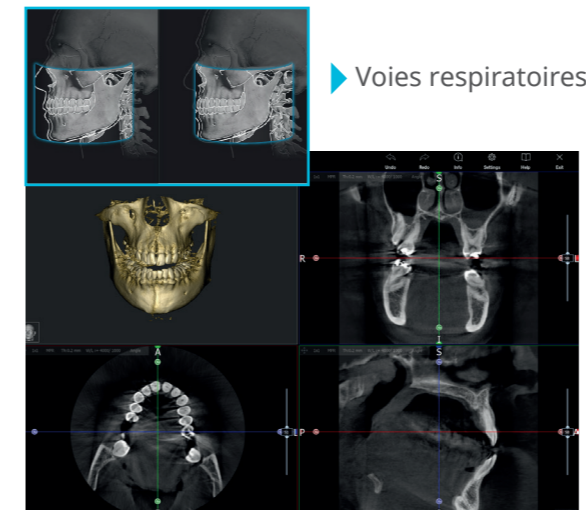 Voies respiratoires
Undo Redo Info Settings Help Exit
S
R
L
I
A
L
S
P
A